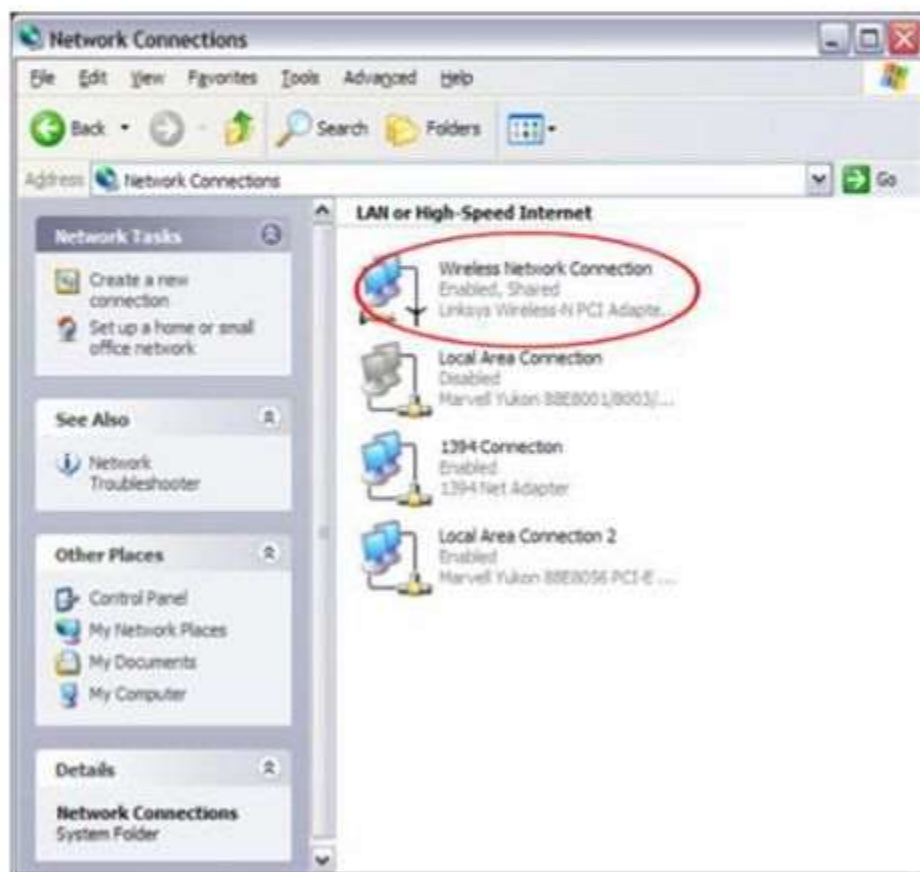 Network Connections
File Edit View Favorites Tools Advanced Help
Back Search Folders
Address Network Connections Go
Network Tasks
Create a new
connection
Set up a home or small
office network
See Also
Network
Troubleshooter
Other Places
Control Panel
My Network Places
My Documents
My Computer
Details
Network Connections
System Folder
LAN or High-Speed Internet
Wireless Network Connection
Enabled, Shared
Linksys Wireless-N PCI Adapte...
Local Area Connection
Disabled
Marvell Yukon 88E8001/8003/...
1394 Connection
Enabled
1394 Net Adapter
Local Area Connection 2
Enabled
Marvell Yukon 88E8056 PCI-E ...